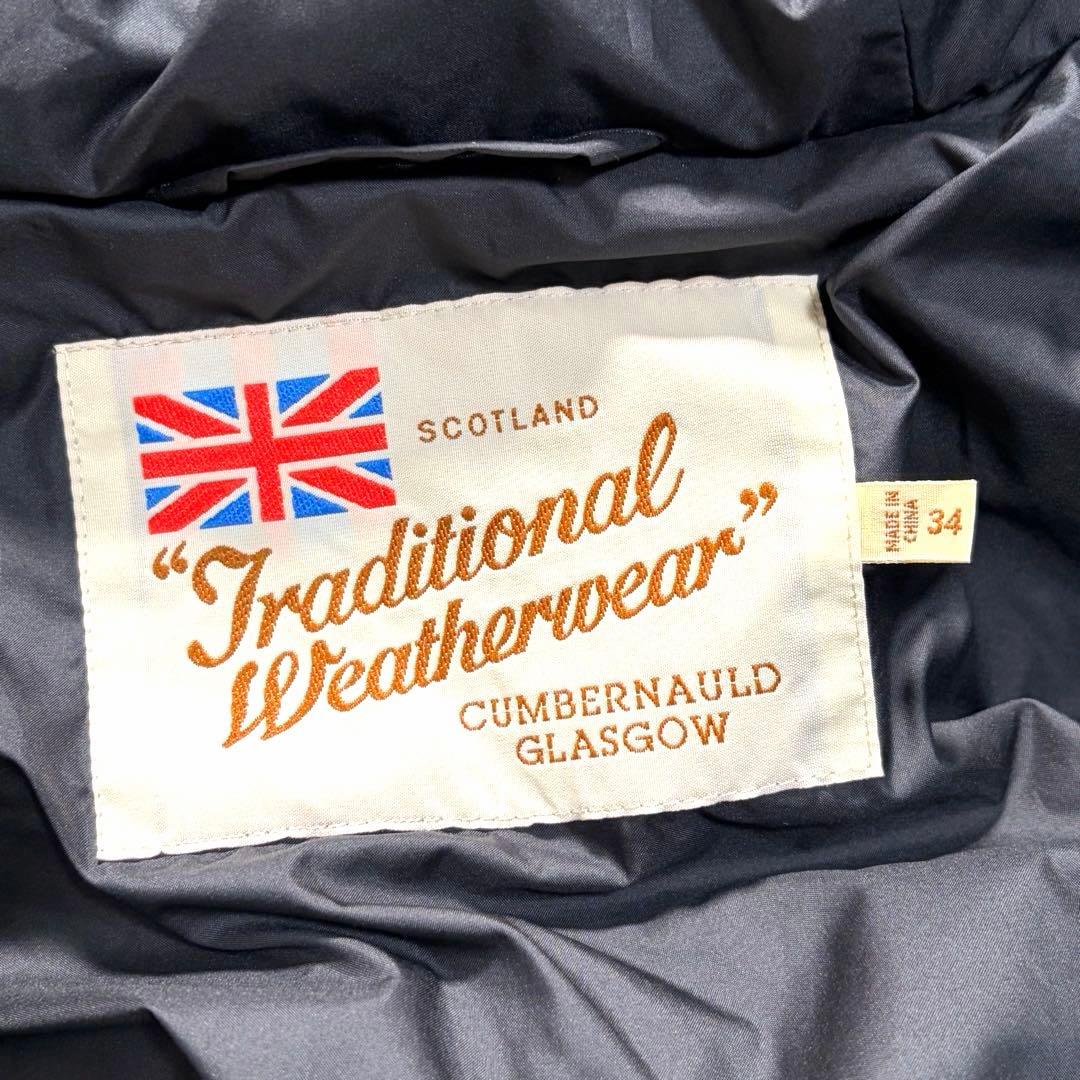 SCOTLAND
“Traditional
Weatherwear”
CUMBERNAULD
GLASGOW
MADE IN
CHINA
34